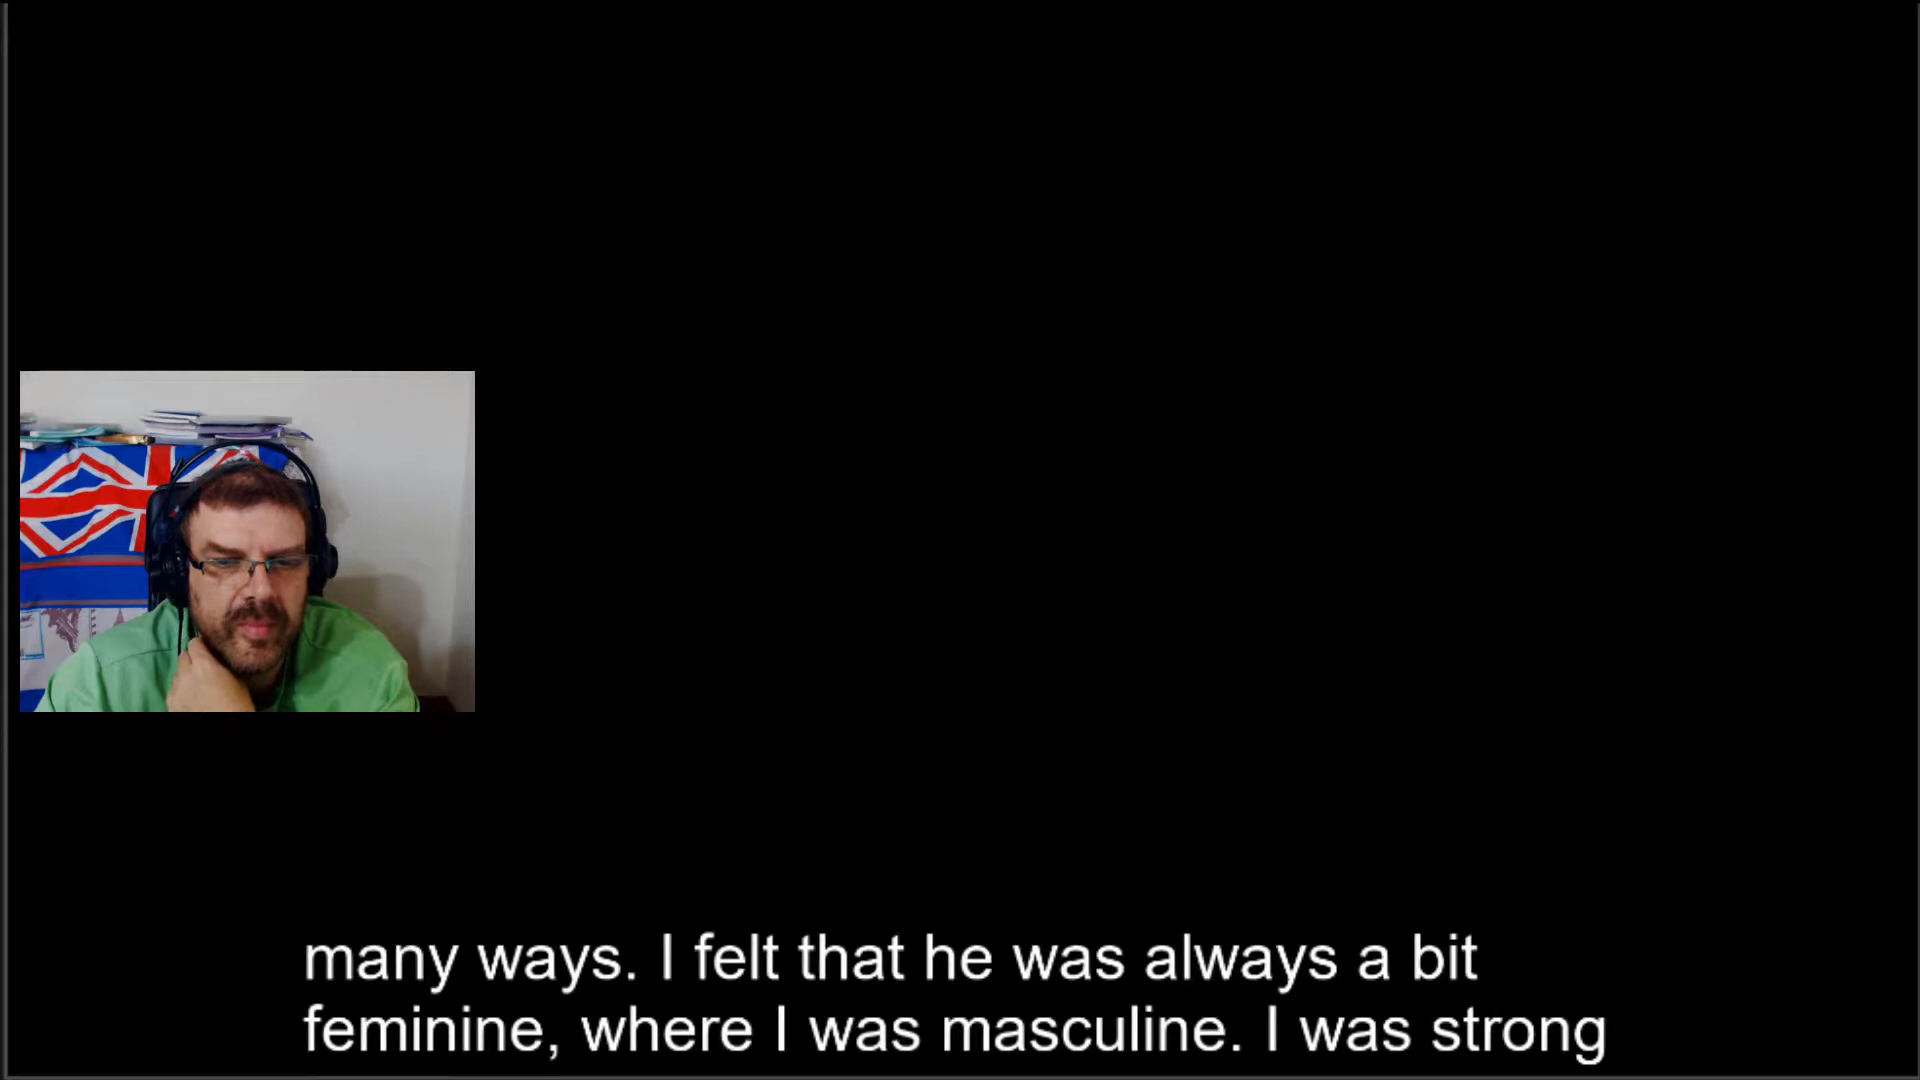 many ways. I felt that he was always a bit
feminine, where I was masculine. I was strong